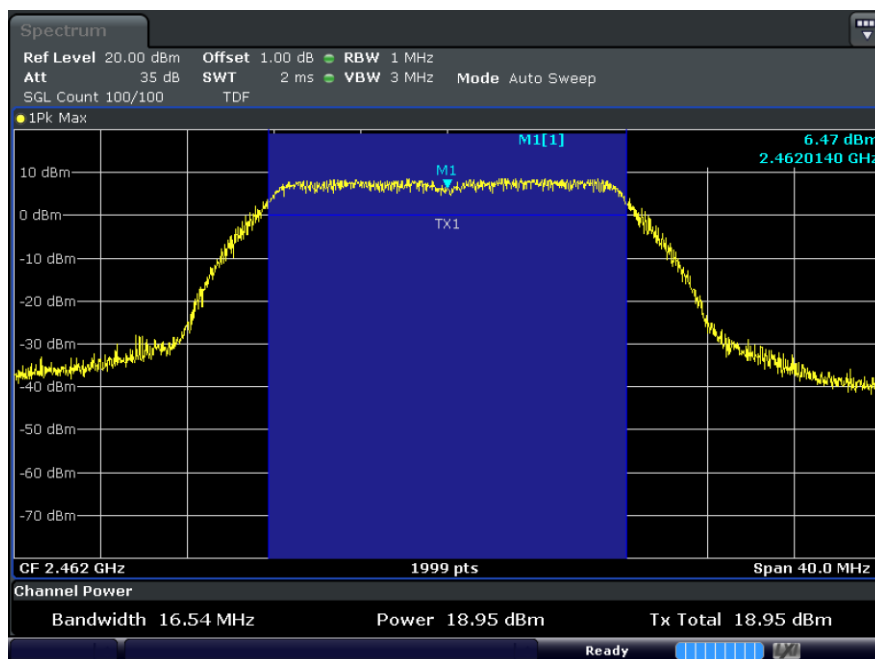 Spectrum
Ref Level 20.00 dBm Offset 1.00 dB RBW 1 MHz
Att 35 dB SWT 2 ms VBW 3 MHz Mode Auto Sweep
SGL Count 100/100 TDF
1Pk Max
M1[1] 6.47 dBm
2.4620140 GHz
10 dBm
M1
0 dBm
TX1
-10 dBm
-20 dBm
-30 dBm
-40 dBm
-50 dBm
-60 dBm
-70 dBm
CF 2.462 GHz 1999 pts Span 40.0 MHz
Channel Power
Bandwidth 16.54 MHz Power 18.95 dBm Tx Total 18.95 dBm
Ready